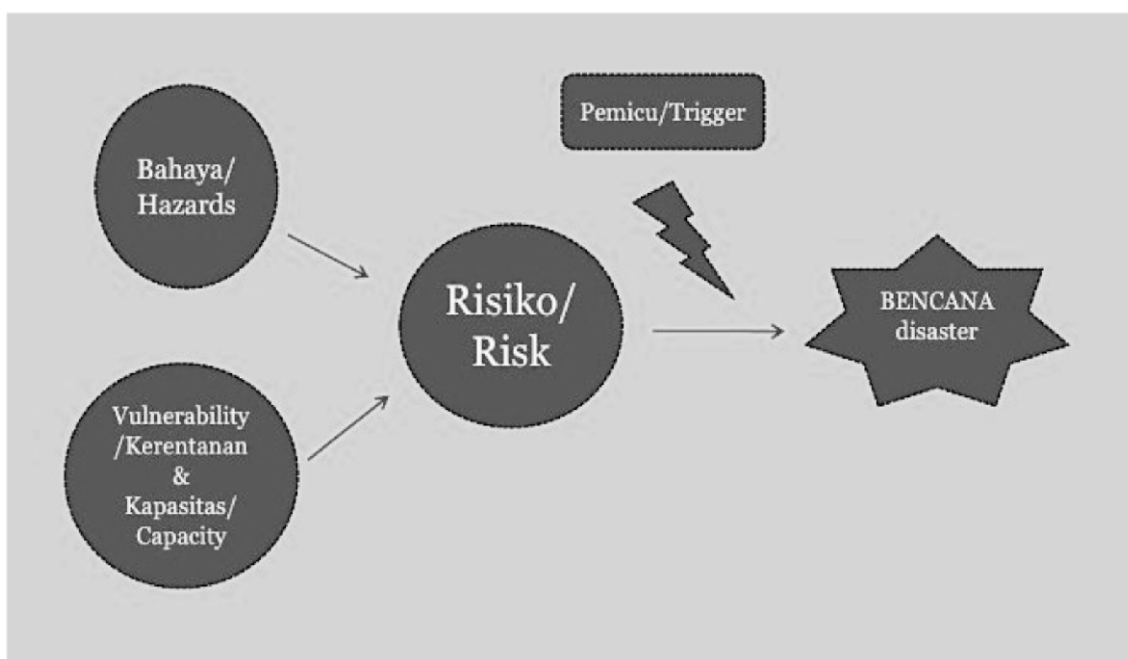 Bahaya/
Hazards
Vulnerability
/Kerentanan
&
Kapasitas/
Capacity
Risiko/
Risk
Pemicu/Trigger
BENCANA
disaster